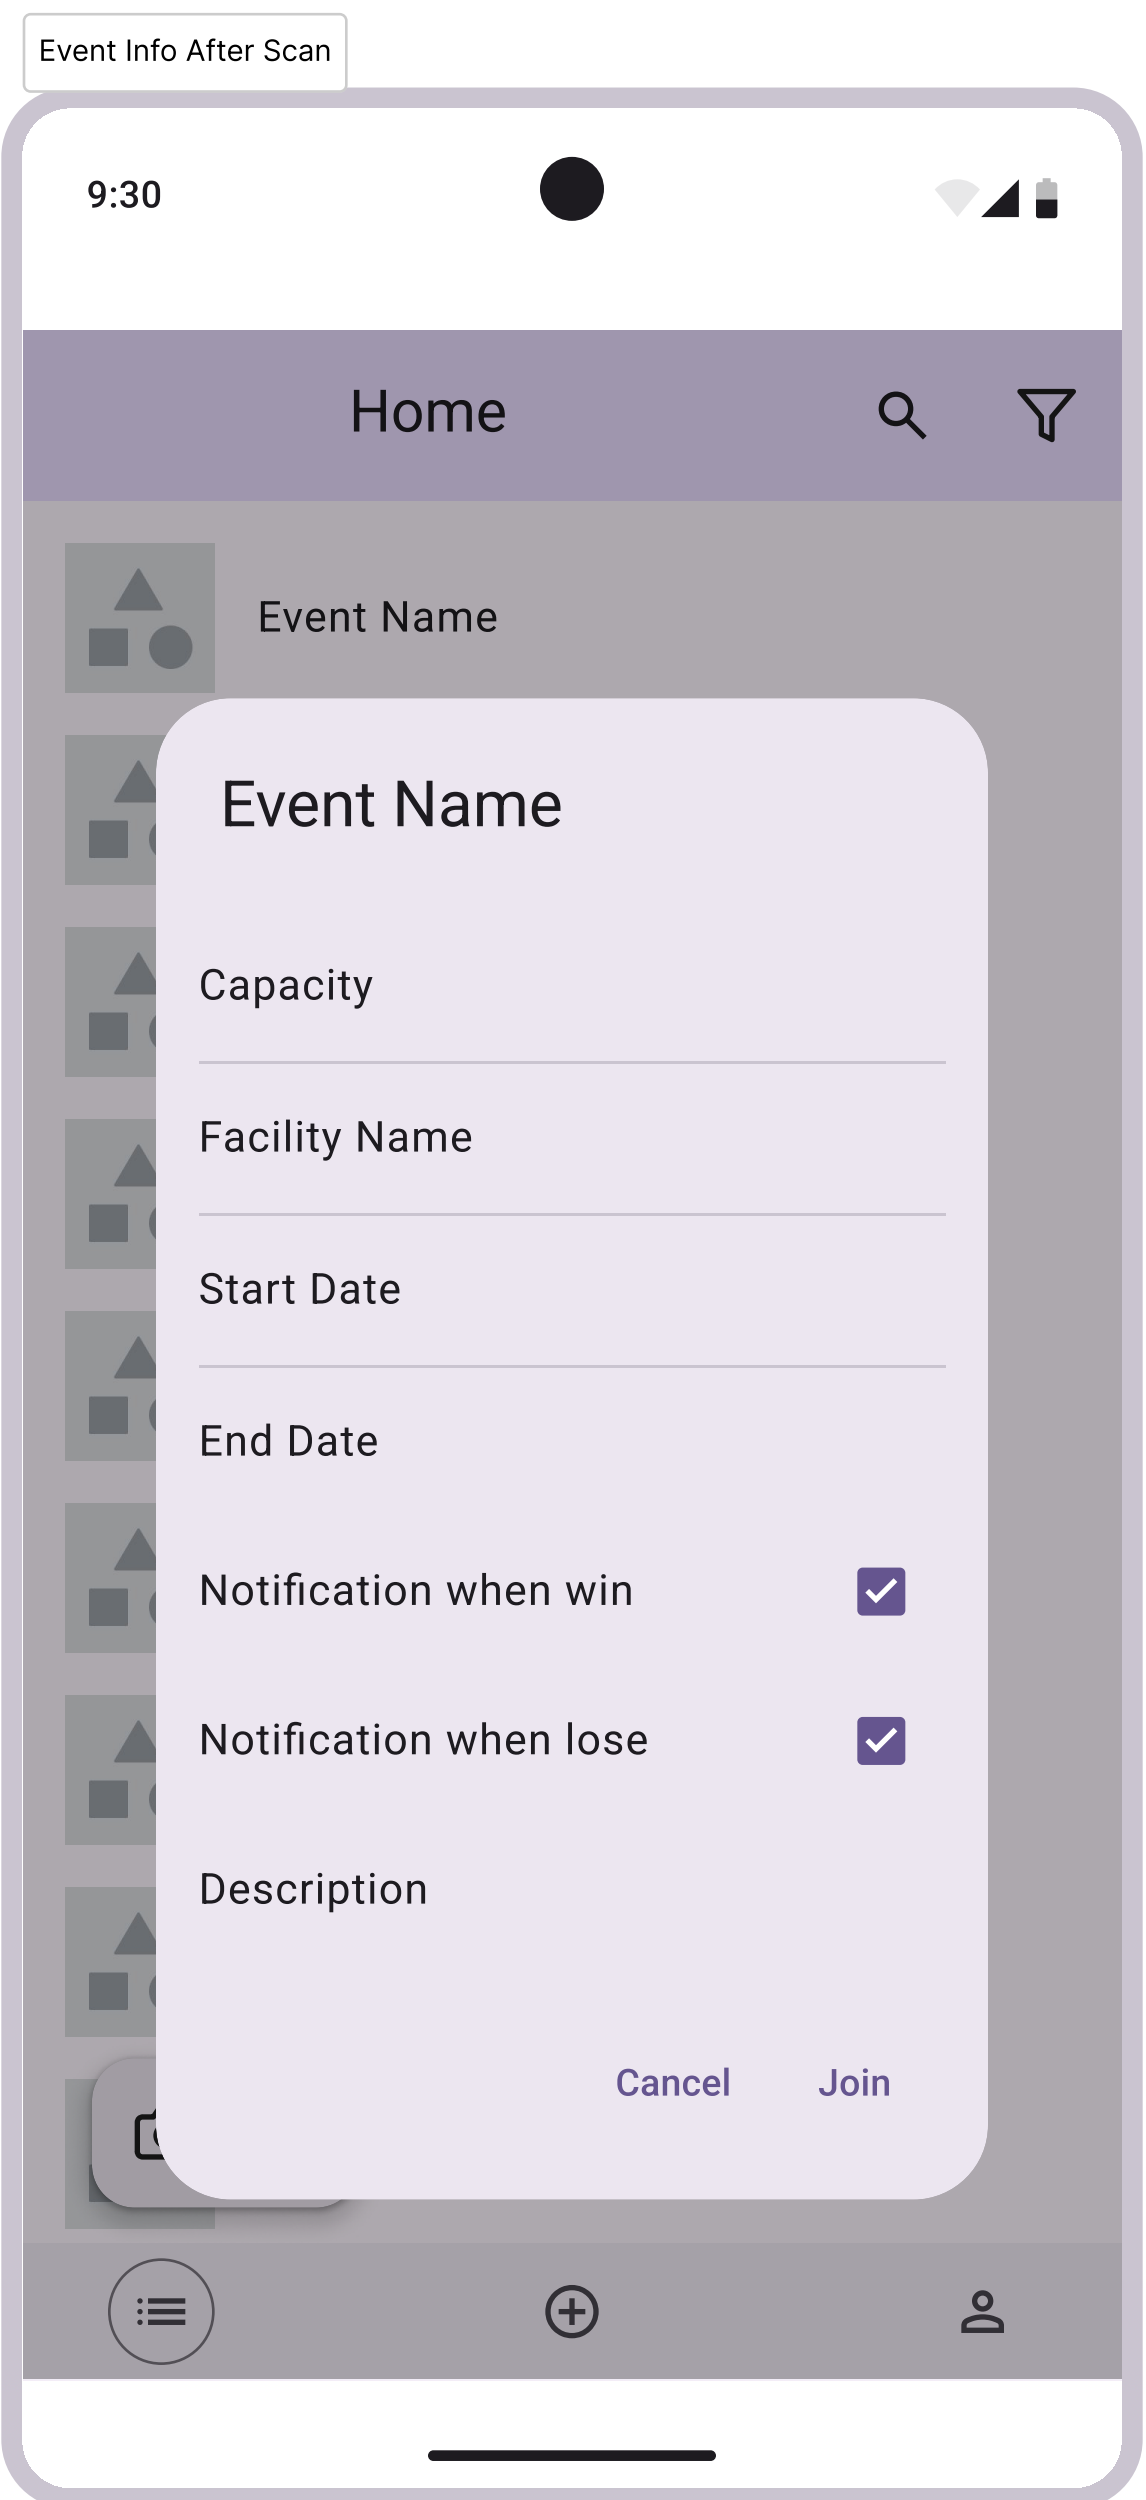 Event Info After Scan
9:30
Home
Event Name
Event Name
Capacity
Facility Name
Start Date
End Date
Notification when win
Notification when lose
Description
Cancel Join